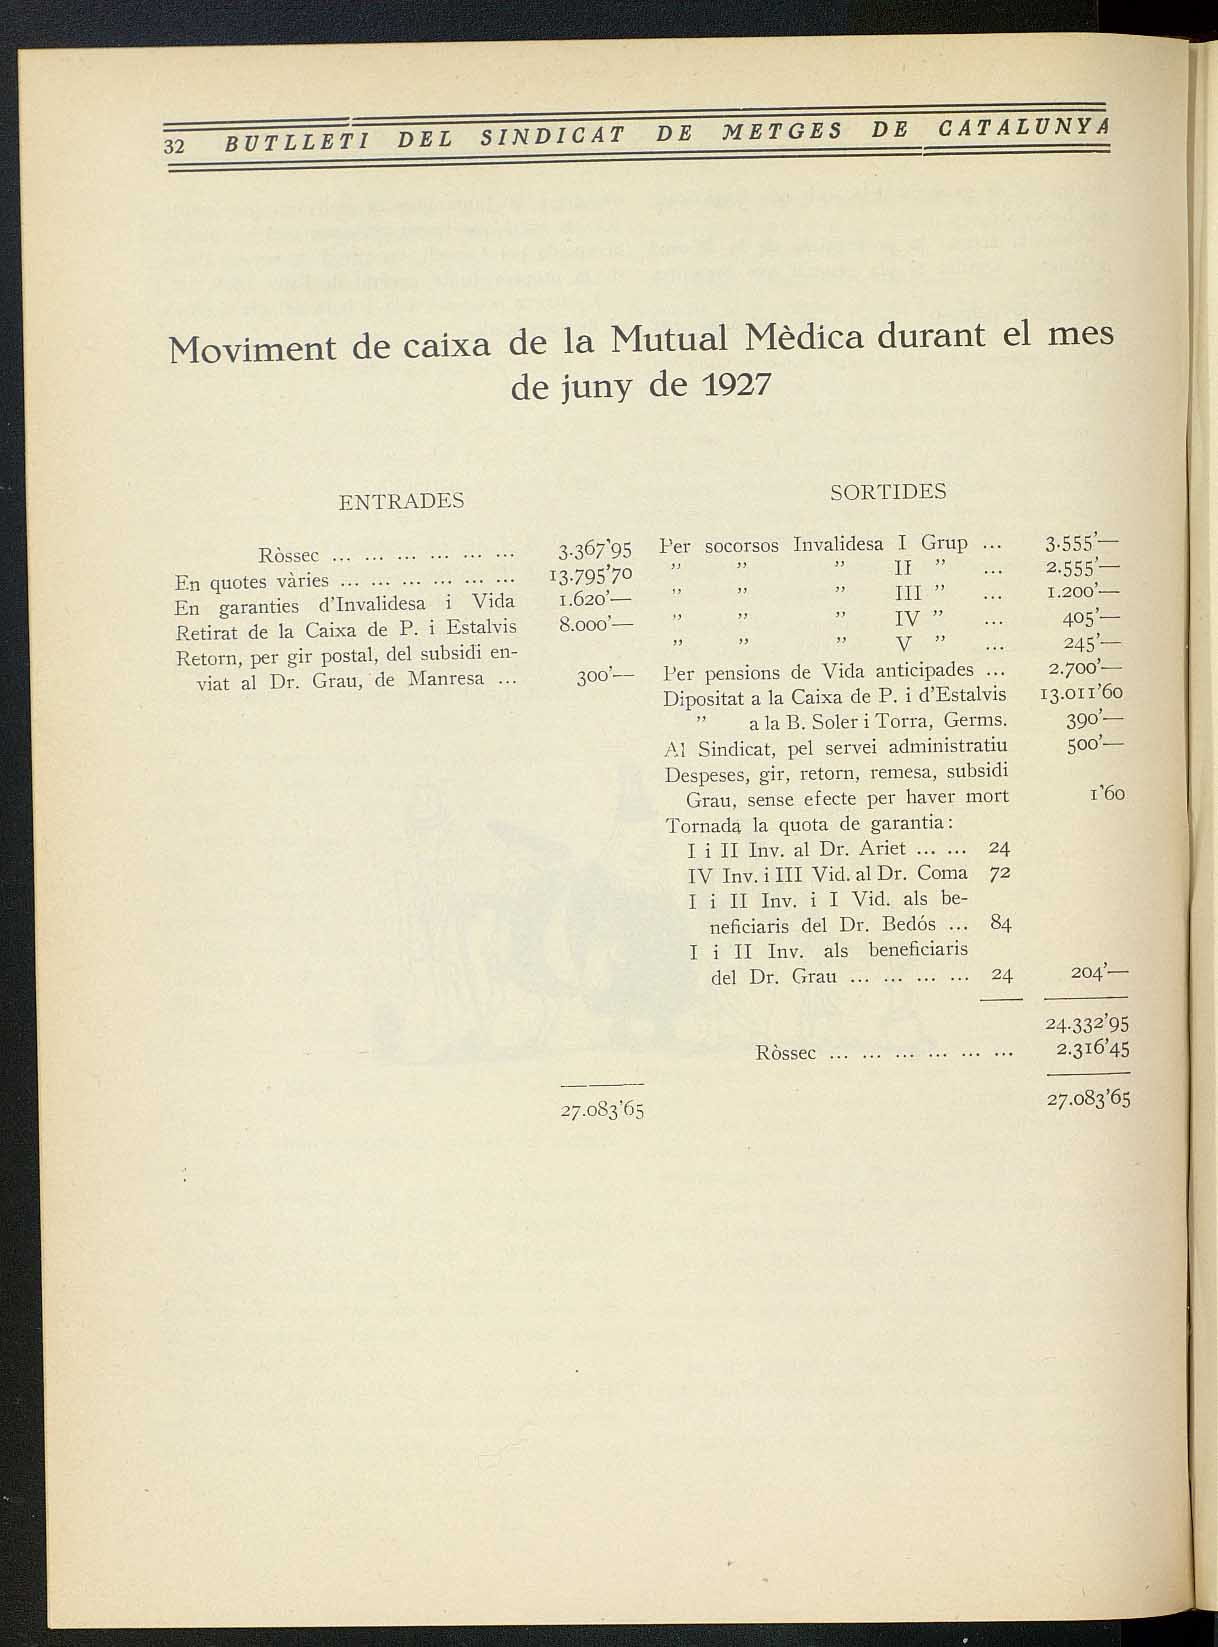 32 BUTLLETI DEL SINDICAT DE METGES DE CATALUNYA
Moviment de caixa de la Mutual Mèdica durant el mes
de juny de 1927
ENTRADES
Ròssec ... ... ... ... ... ... 3.367'95
En quotes vàries ... ... ... ... ... ... 13.795'70
En garanties d'Invalidesa i Vida 1.620'—
Retirat de la Caixa de P. i Estalvis 8.000'—
Retorn, per gir postal, del subsidi en-
viat al Dr. Grau, de Manresa ... 300'—
27.083'65
SORTIDES
Per socorsos Invalidesa I Grup ... 3.555'—
" " " II " ... 2.555'—
" " " III " ... 1.200'—
" " " IV " ... 405'—
" " " V " ... 245'—
Per pensions de Vida anticipades ... 2.700'—
Dipositat a la Caixa de P. i d'Estalvis 13.011'60
" a la B. Soler i Torra, Germs. 390'—
Al Sindicat, pel servei administratiu 500'—
Despeses, gir, retorn, remesa, subsidi
Grau, sense efecte per haver mort 1'60
Tornada la quota de garantia:
I i II Inv. al Dr. Ariet ... ... 24
IV Inv. i III Vid. al Dr. Coma 72
I i II Inv. i I Vid. als be-
neficiaris del Dr. Bedós ... 84
I i II Inv. als beneficiaris
del Dr. Grau ... ... ... ... 24 204'—
24.332'95
Ròssec ... ... ... ... ... ... 2.316'45
27.083'65